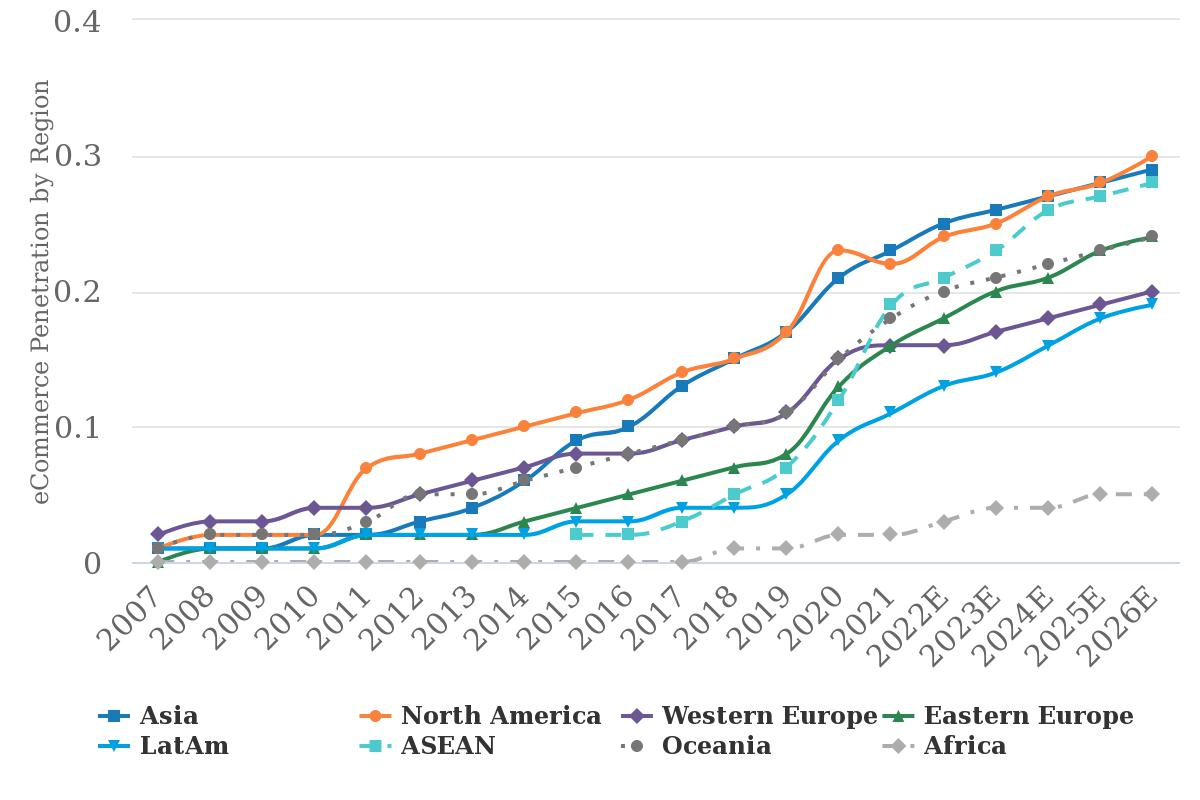 eCommerce Penetration by Region
0.4
0.3
0.2
0.1
0
2007 2008 2009 2010 2011 2012 2013 2014 2015 2016 2017 2018 2019 2020 2021 2022E 2023E 2024E 2025E 2026E
Asia North America Western Europe Eastern Europe
LatAm ASEAN Oceania Africa